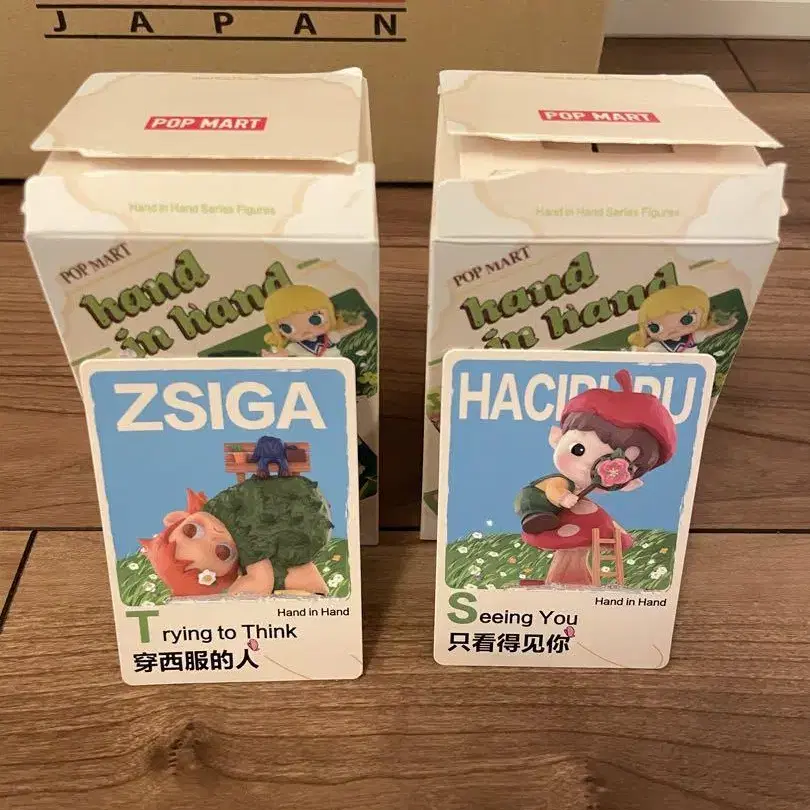 JAPAN
POP MART
Hand in Hand Series Figures
POP MART
hand
in hand
ZSIGA
Hand in Hand
Trying to Think
穿西服的人
POP MART
Hand in Hand Series Figures
POP MART
hand
in hand
HACIPUPU
Hand in Hand
Seeing You
只看得见你